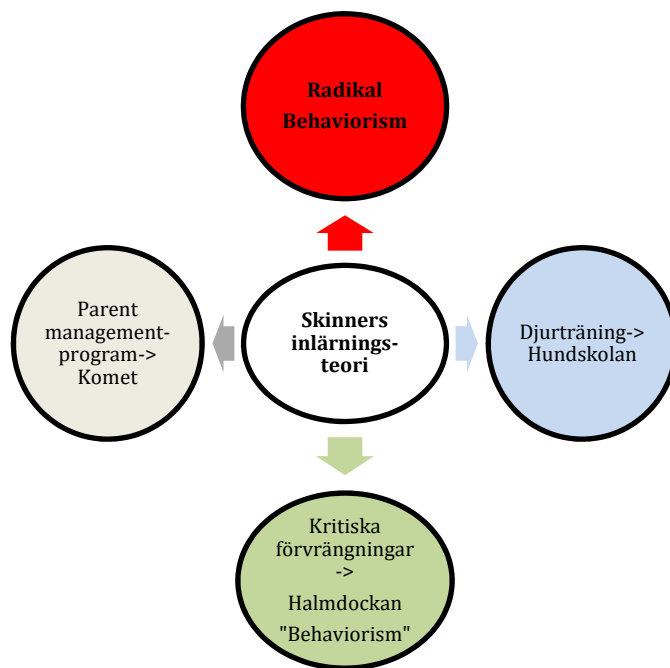 Radikal
Behaviorism
Parent
management-
program->
Komet
Skinners
inlärnings-
teori
Djurträning->
Hundskolan
Kritiska
förvrängningar
->
Halmdockan
"Behaviorism"